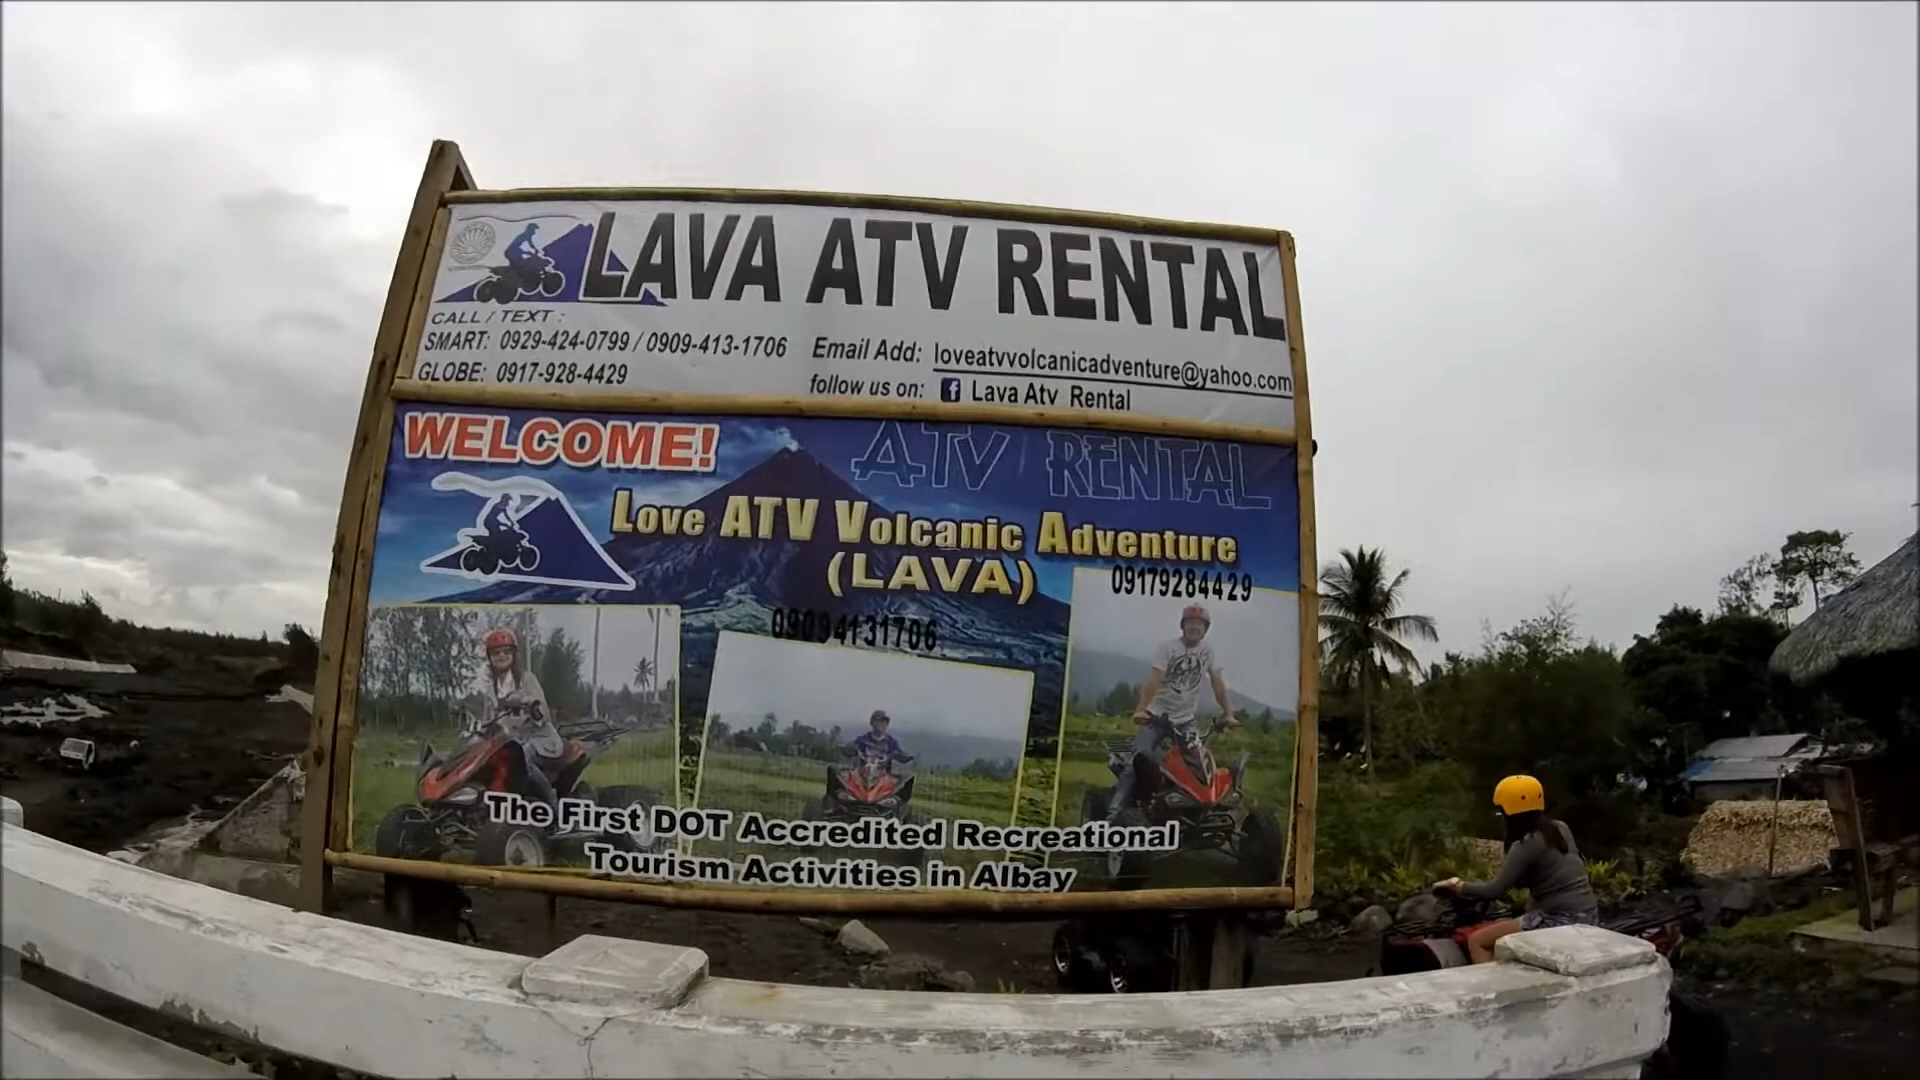 LAVA ATV RENTAL
CALL / TEXT :
SMART: 0929-424-0799 / 0909-413-1706
GLOBE: 0917-928-4429
Email Add: loveatvvolcanicadventure@yahoo.com
follow us on: f Lava Atv Rental
WELCOME!
ATV RENTAL
Love ATV Volcanic Adventure
(LAVA)
09179284429
09094131706
The First DOT Accredited Recreational
Tourism Activities in Albay